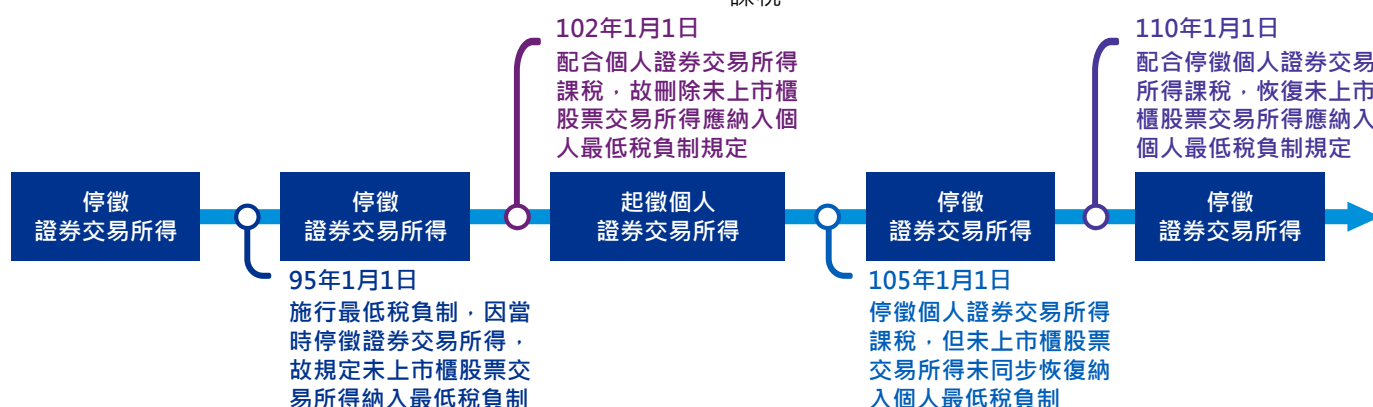 課稅
102年1月1日
配合個人證券交易所得
課稅，故刪除未上市櫃
股票交易所得應納入個
人最低稅負制規定
110年1月1日
配合停徵個人證券交易
所得課稅，恢復未上市
櫃股票交易所得應納入
個人最低稅負制規定
停徵
證券交易所得
停徵
證券交易所得
起徵個人
證券交易所得
停徵
證券交易所得
停徵
證券交易所得
95年1月1日
施行最低稅負制，因當
時停徵證券交易所得，
故規定未上市櫃股票交
易所得納入最低稅負制
105年1月1日
停徵個人證券交易所得
課稅，但未上市櫃股票
交易所得未同步恢復納
入個人最低稅負制